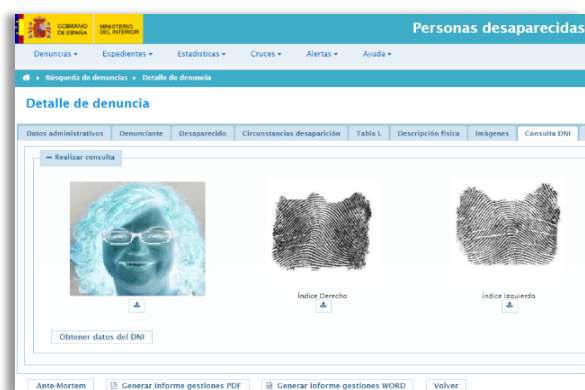 GOBIERNO DE ESPAÑA
MINISTERIO DEL INTERIOR
Personas desaparecidas
Denuncias Expedientes Estadísticas Cruces Alertas Ayuda
Búsqueda de denuncias Detalle de denuncia
Detalle de denuncia
Datos administrativos Denunciante Desaparecido Circunstancias desaparición Tabla L Descripción física Imágenes Consulta DNI
Realizar consulta
Índice Derecho Índice Izquierdo
Obtener datos del DNI
Ante-Mortem Generar informe gestiones PDF Generar informe gestiones WORD Volver